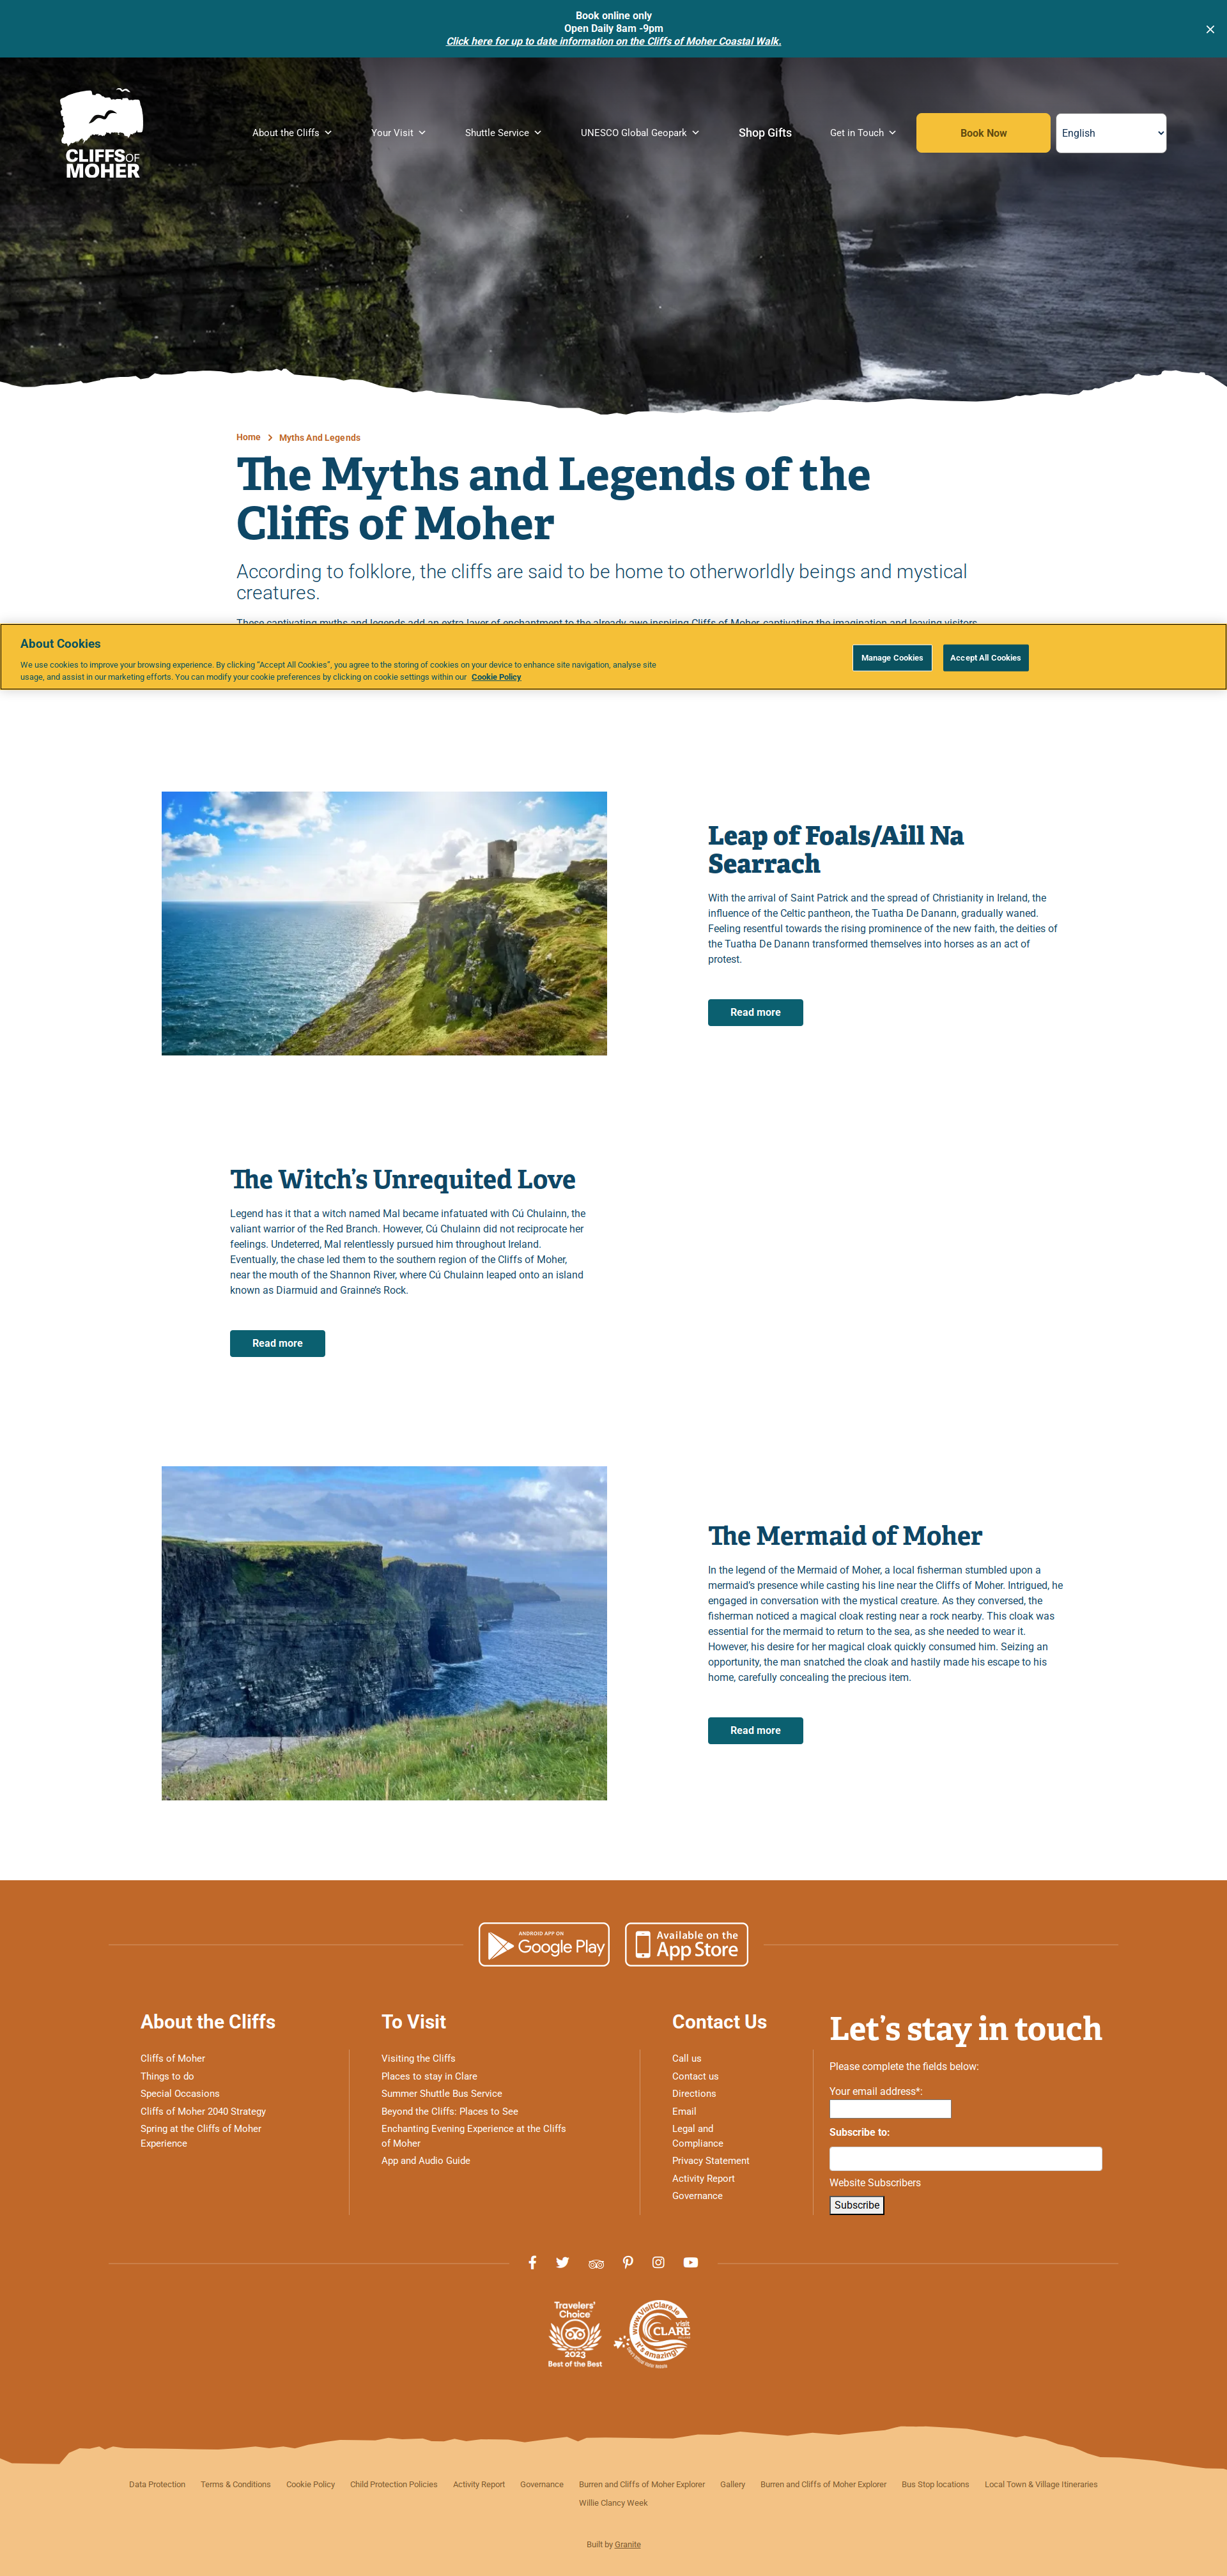 Book online only
Open Daily 8am -9pm
Click here for up to date information on the Cliffs of Moher Coastal Walk.
CLIFFS OF
MOHER
About the Cliffs
Your Visit
Shuttle Service
UNESCO Global Geopark
Shop Gifts
Get in Touch
Book Now
English
Home
Myths And Legends
The Myths and Legends of the
Cliffs of Moher
According to folklore, the cliffs are said to be home to otherworldly beings and mystical
creatures.
These captivating myths and legends add an extra layer of enchantment to the already awe-inspiring Cliffs of Moher, captivating the imagination and leaving visitors
About Cookies
We use cookies to improve your browsing experience. By clicking “Accept All Cookies”, you agree to the storing of cookies on your device to enhance site navigation, analyse site
usage, and assist in our marketing efforts. You can modify your cookie preferences by clicking on cookie settings within our Cookie Policy
Manage Cookies
Accept All Cookies
Leap of Foals/Aill Na
Searrach
With the arrival of Saint Patrick and the spread of Christianity in Ireland, the
influence of the Celtic pantheon, the Tuatha De Danann, gradually waned.
Feeling resentful towards the rising prominence of the new faith, the deities of
the Tuatha De Danann transformed themselves into horses as an act of
protest.
Read more
The Witch’s Unrequited Love
Legend has it that a witch named Mal became infatuated with Cú Chulainn, the
valiant warrior of the Red Branch. However, Cú Chulainn did not reciprocate her
feelings. Undeterred, Mal relentlessly pursued him throughout Ireland.
Eventually, the chase led them to the southern region of the Cliffs of Moher,
near the mouth of the Shannon River, where Cú Chulainn leaped onto an island
known as Diarmuid and Grainne’s Rock.
Read more
The Mermaid of Moher
In the legend of the Mermaid of Moher, a local fisherman stumbled upon a
mermaid’s presence while casting his line near the Cliffs of Moher. Intrigued, he
engaged in conversation with the mystical creature. As they conversed, the
fisherman noticed a magical cloak resting near a rock nearby. This cloak was
essential for the mermaid to return to the sea, as she needed to wear it.
However, his desire for her magical cloak quickly consumed him. Seizing an
opportunity, the man snatched the cloak and hastily made his escape to his
home, carefully concealing the precious item.
Read more
ANDROID APP ON
Google Play
Available on the
App Store
About the Cliffs
Cliffs of Moher
Things to do
Special Occasions
Cliffs of Moher 2040 Strategy
Spring at the Cliffs of Moher
Experience
To Visit
Visiting the Cliffs
Places to stay in Clare
Summer Shuttle Bus Service
Beyond the Cliffs: Places to See
Enchanting Evening Experience at the Cliffs
of Moher
App and Audio Guide
Contact Us
Call us
Contact us
Directions
Email
Legal and
Compliance
Privacy Statement
Activity Report
Governance
Let’s stay in touch
Please complete the fields below:
Your email address*:
Subscribe to:
Website Subscribers
Subscribe
Travelers’
Choice
2023
Best of the Best
www.VisitClare.ie
visit
CLARE
it's amazing!
Data Protection
Terms & Conditions
Cookie Policy
Child Protection Policies
Activity Report
Governance
Burren and Cliffs of Moher Explorer
Gallery
Burren and Cliffs of Moher Explorer
Bus Stop locations
Local Town & Village Itineraries
Willie Clancy Week
Built by Granite